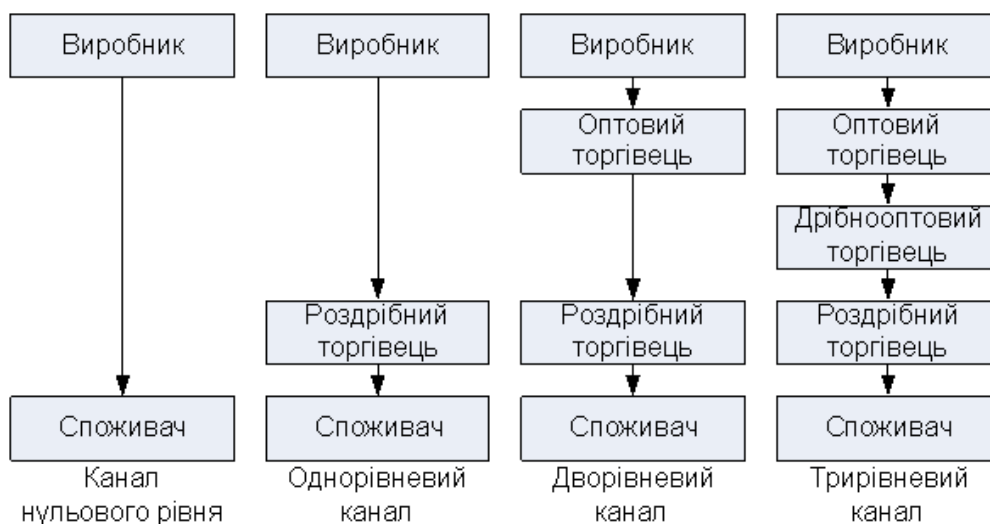 Виробник
Виробник
Виробник
Виробник
Оптовий
торгівець
Оптовий
торгівець
Дрібнооптовий
торгівець
Роздрібний
торгівець
Роздрібний
торгівець
Роздрібний
торгівець
Споживач
Споживач
Споживач
Споживач
Канал
нульового рівня
Однорівневий
канал
Дворівневий
канал
Трирівневий
канал